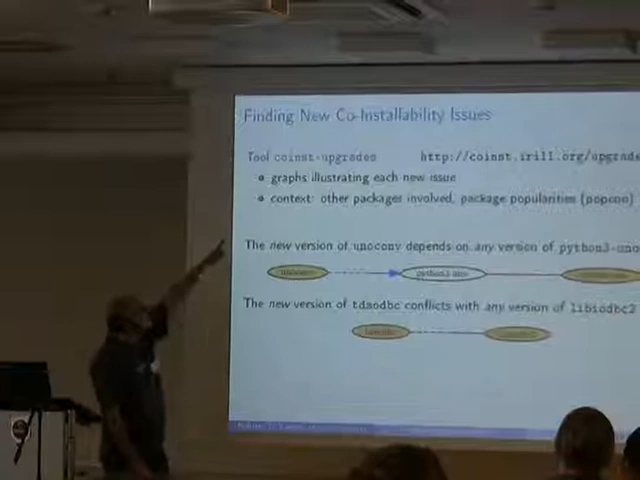 Finding New Co-Installability Issues
Tool coinst-upgrades http://coinst.irill.org/upgrade
graphs illustrating each new issue
context: other packages involved, package popularities (popcon)
The new version of unoconv depends on any version of python3-uno
python3-uno
The new version of tdsodbc conflicts with any version of libiodbc2